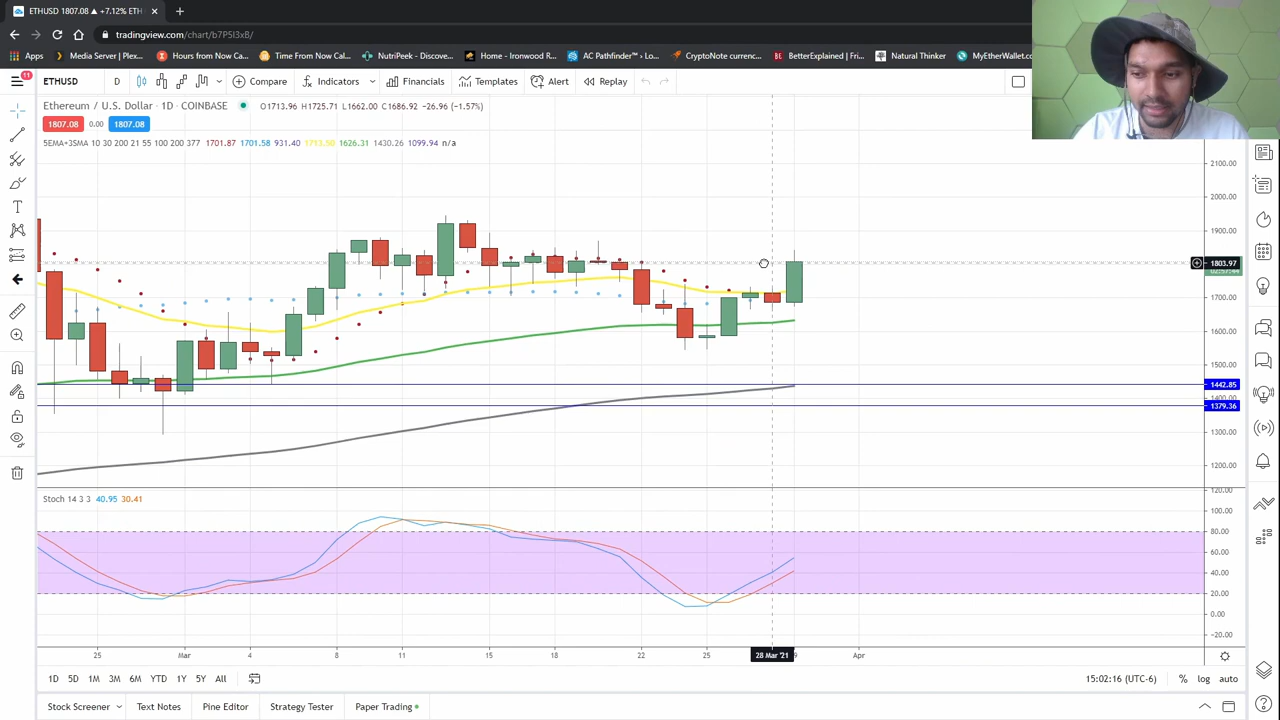 ETHUSD 1807.08 ▲ +7.12% ETH
tradingview.com/chart/b7P5I3xB/
Apps Media Server | Plex... Hours from Now Cal... Time From Now Cal... NutriPeek - Discove... Home - Ironwood R... AC Pathfinder™ › Lo... CryptoNote currenc... BetterExplained | Fri... Natural Thinker MyEtherWallet.co
11 ETHUSD D Compare Indicators Financials Templates Alert Replay
Ethereum / U.S. Dollar · 1D · COINBASE O1713.96 H1725.71 L1662.00 C1686.92 −26.96 (−1.57%)
1807.08 0.00 1807.08
5EMA+3SMA 10 30 200 21 55 100 200 377 1701.87 1701.58 931.40 1713.50 1626.31 1430.26 1099.94 n/a
2100.00
2000.00
1900.00
1803.97
1700.00
1600.00
1500.00
1442.85
1400.00
1379.36
1300.00
1200.00
Stoch 14 3 3 40.95 30.41
120.00
100.00
80.00
60.00
40.00
20.00
0.00
−20.00
25 Mar 4 8 11 15 18 22 25 28 Mar '21 Apr
1D 5D 1M 3M 6M YTD 1Y 5Y All 15:02:16 (UTC-6) % log auto
Stock Screener Text Notes Pine Editor Strategy Tester Paper Trading